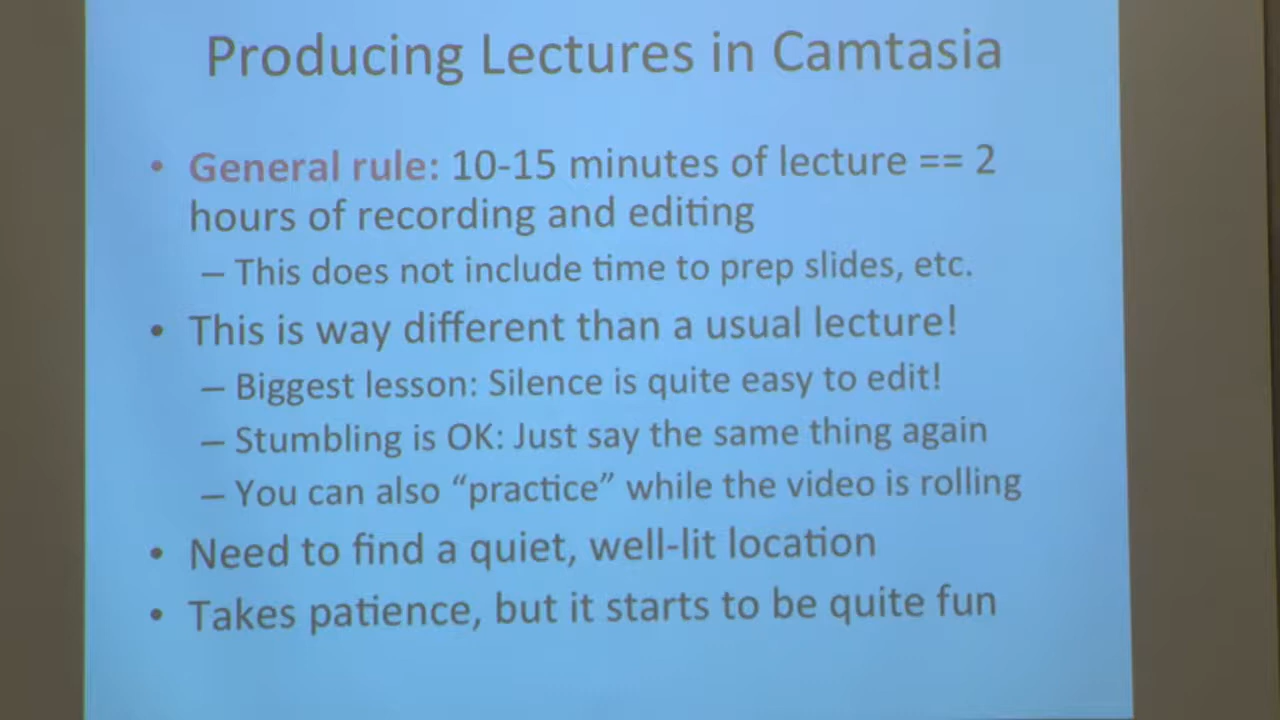 Producing Lectures in Camtasia
• General rule: 10-15 minutes of lecture == 2
hours of recording and editing
– This does not include time to prep slides, etc.
• This is way different than a usual lecture!
– Biggest lesson: Silence is quite easy to edit!
– Stumbling is OK: Just say the same thing again
– You can also “practice” while the video is rolling
• Need to find a quiet, well-lit location
• Takes patience, but it starts to be quite fun